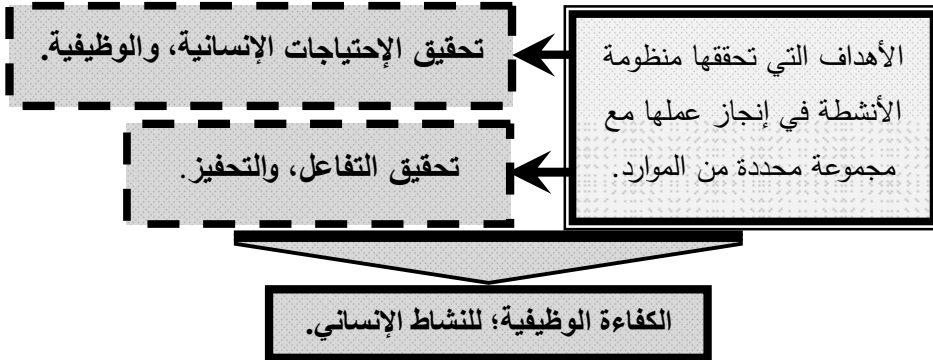 الأهداف التي تحققها منظومة
الأنشطة في إنجاز عملها مع
مجموعة محددة من الموارد.
تحقيق الإحتياجات الإنسانية، والوظيفية.
تحقيق التفاعل، والتحفيز.
الكفاءة الوظيفية؛ للنشاط الإنساني.